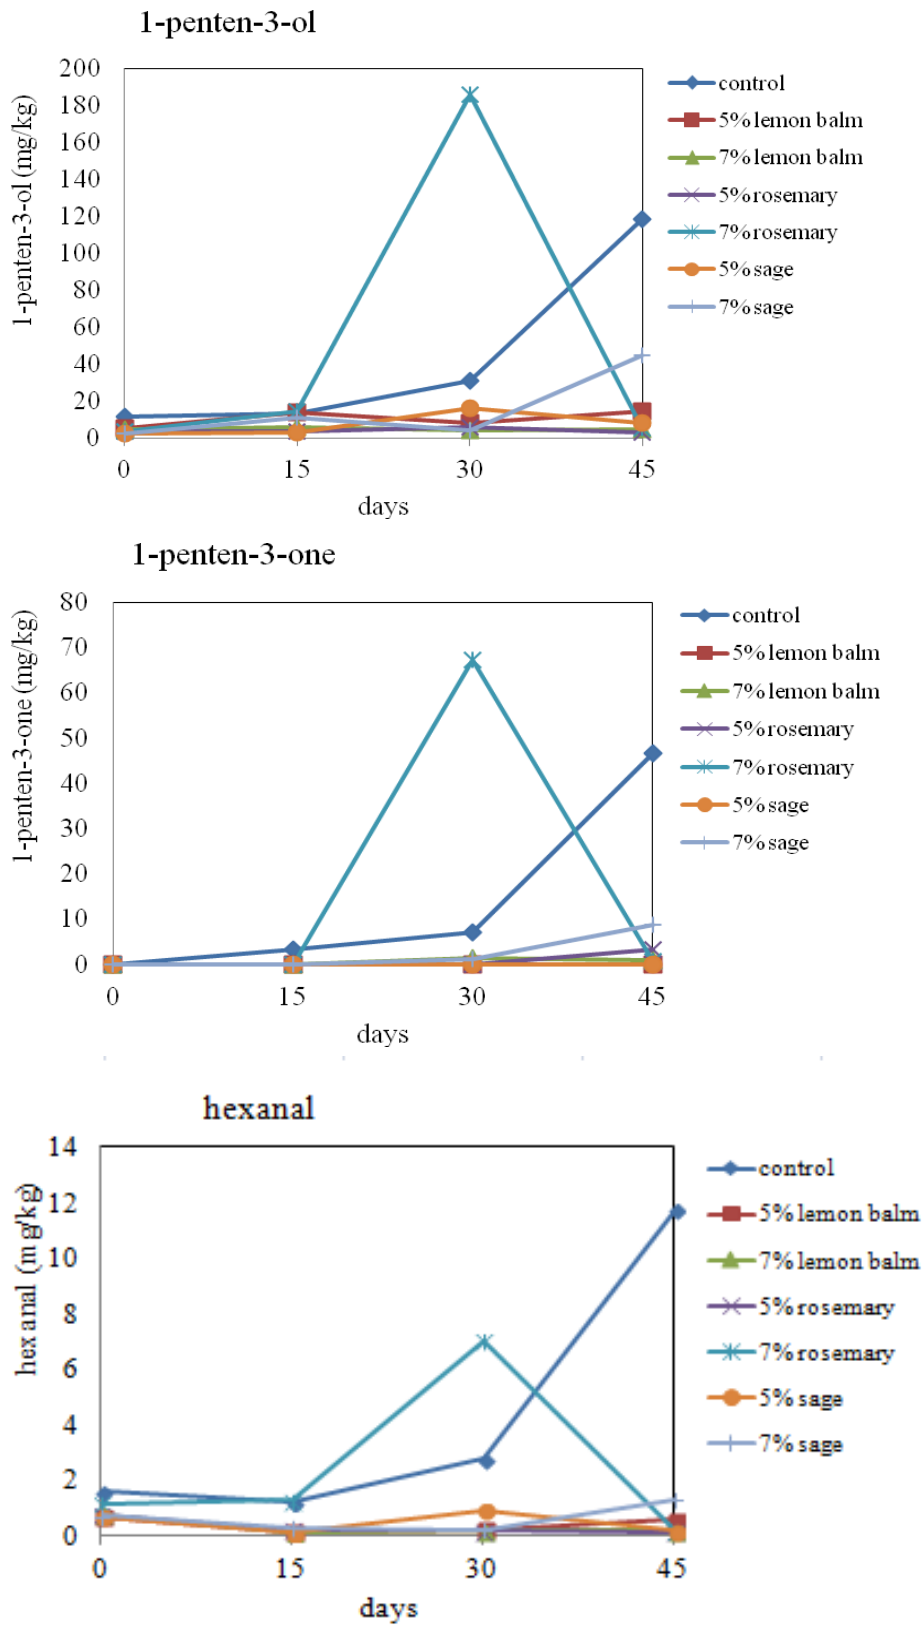 1-penten-3-ol
1-penten-3-ol (mg/kg)
200
180
160
140
120
100
80
60
40
20
0
0 15 30 45
days
control
5% lemon balm
7% lemon balm
5% rosemary
7% rosemary
5% sage
7% sage
1-penten-3-one
1-penten-3-one (mg/kg)
80
70
60
50
40
30
20
10
0
0 15 30 45
days
control
5% lemon balm
7% lemon balm
5% rosemary
7% rosemary
5% sage
7% sage
hexanal
hexanal (mg/kg)
14
12
10
8
6
4
2
0
0 15 30 45
days
control
5% lemon balm
7% lemon balm
5% rosemary
7% rosemary
5% sage
7% sage